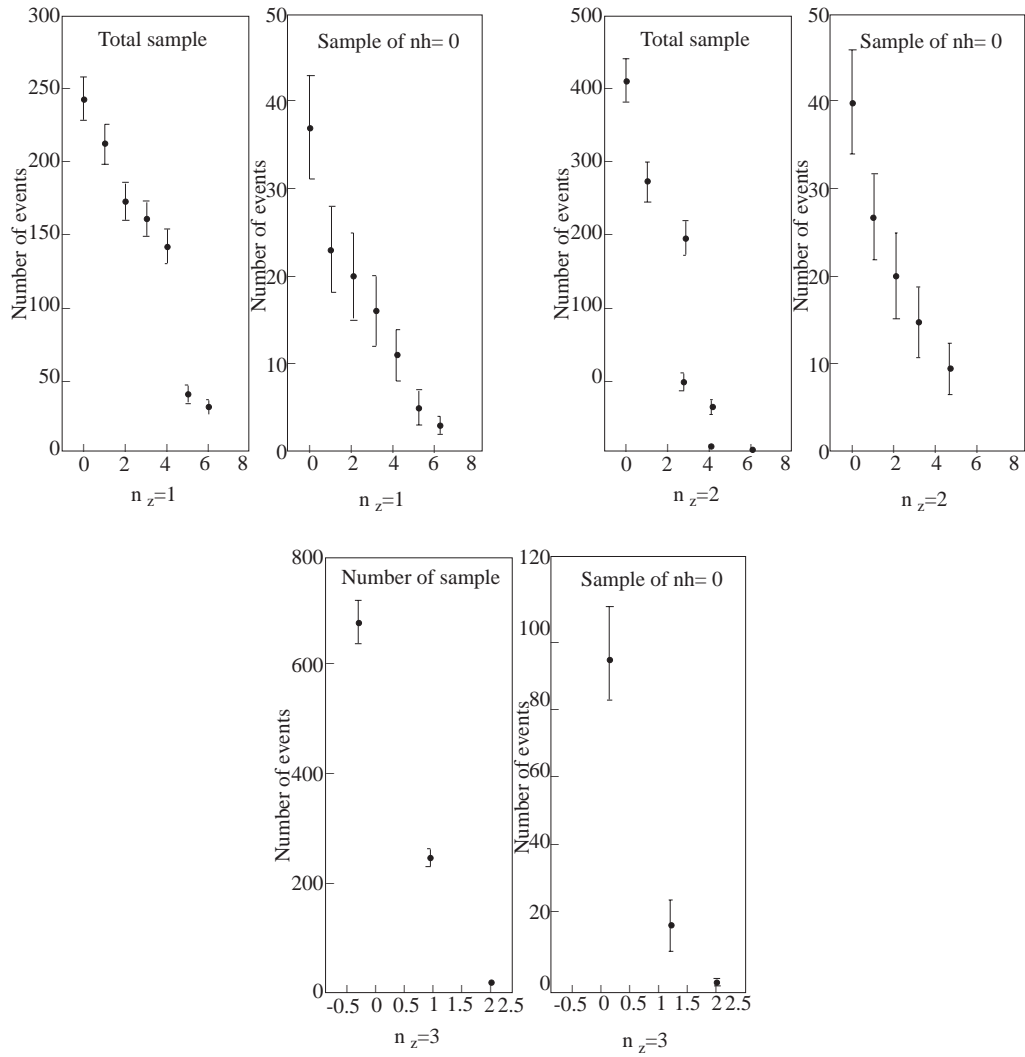 300
250
200
150
100
50
0
Number of events
Total sample
0 2 4 6 8
n z=1
50
40
30
20
10
0
Number of events
Sample of nh= 0
0 2 4 6 8
n z=1
500
400
300
200
100
0
0
Number of events
Total sample
0 2 4 6 8
n z=2
50
40
30
20
10
0
Number of events
Sample of nh= 0
0 2 4 6 8
n z=2
800
600
400
200
0
Number of events
Number of sample
-0.5 0 0.5 1 1.5 2 2.5
n z=3
120
100
80
60
40
20
0
Number of events
Sample of nh= 0
-0.5 0 0.5 1 1.5 2 2.5
n z=3